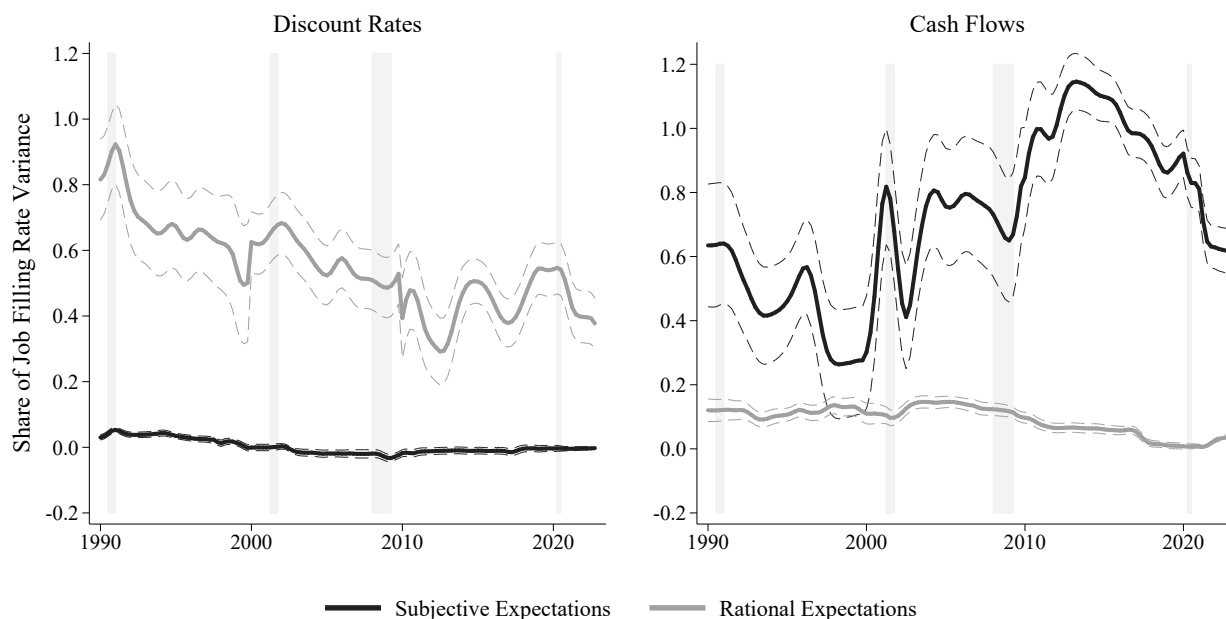 Discount Rates
Share of Job Filling Rate Variance
1.2
1.0
0.8
0.6
0.4
0.2
0.0
-0.2
1990 2000 2010 2020
Cash Flows
1.2
1.0
0.8
0.6
0.4
0.2
0.0
-0.2
1990 2000 2010 2020
Subjective Expectations Rational Expectations